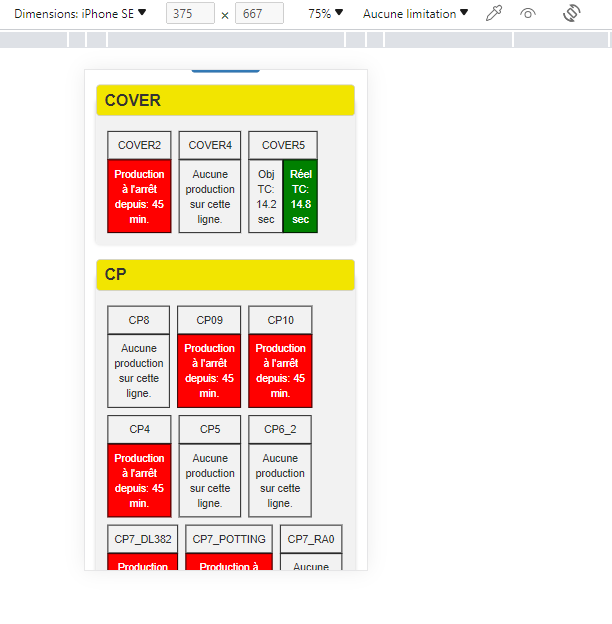 Dimensions: iPhone SE ▼ 375 x 667 75% ▼ Aucune limitation ▼
COVER
COVER2 COVER4 COVER5
Production Aucune Obj Réel
à l'arrêt production TC: TC:
depuis: 45 sur cette 14.2 14.8
min. ligne. sec sec
CP
CP8 CP09 CP10
Aucune Production Production
production à l'arrêt à l'arrêt
sur cette depuis: 45 depuis: 45
ligne. min. min.
CP4 CP5 CP6_2
Production Aucune Aucune
à l'arrêt production production
depuis: 45 sur cette sur cette
min. ligne. ligne.
CP7_DL382 CP7_POTTING CP7_RA0
Production Production à Aucune